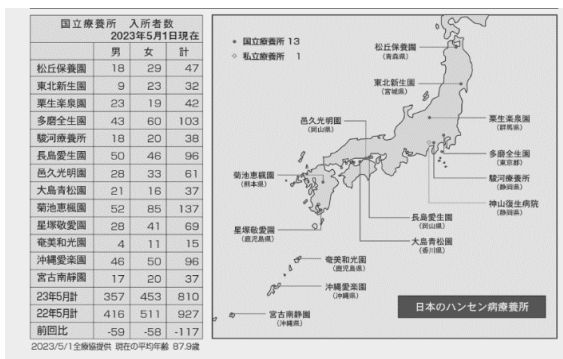 国立療養所 入所者数
2023年5月1日現在
男 女 計
松丘保養園 18 29 47
東北新生園 9 23 32
栗生楽泉園 23 19 42
多磨全生園 43 60 103
駿河療養所 18 20 38
長島愛生園 50 46 96
邑久光明園 28 33 61
大島青松園 21 16 37
菊池恵楓園 52 85 137
星塚敬愛園 28 41 69
奄美和光園 4 11 15
沖縄愛楽園 46 50 96
宮古南静園 17 20 37
23年5月計 357 453 810
22年5月計 416 511 927
前回比 -59 -58 -117
2023/5/1全療協提供 現在の平均年齢 87.9歳
国立療養所 13
私立療養所 1
松丘保養園
(青森県)
東北新生園
(宮城県)
邑久光明園
(岡山県)
栗生楽泉園
(群馬県)
多磨全生園
(東京都)
菊池恵楓園
(熊本県)
駿河療養所
(静岡県)
神山復生病院
(静岡県)
長島愛生園
(岡山県)
星塚敬愛園
(鹿児島県)
大島青松園
(香川県)
奄美和光園
(鹿児島県)
沖縄愛楽園
(沖縄県)
宮古南静園
(沖縄県)
日本のハンセン病療養所